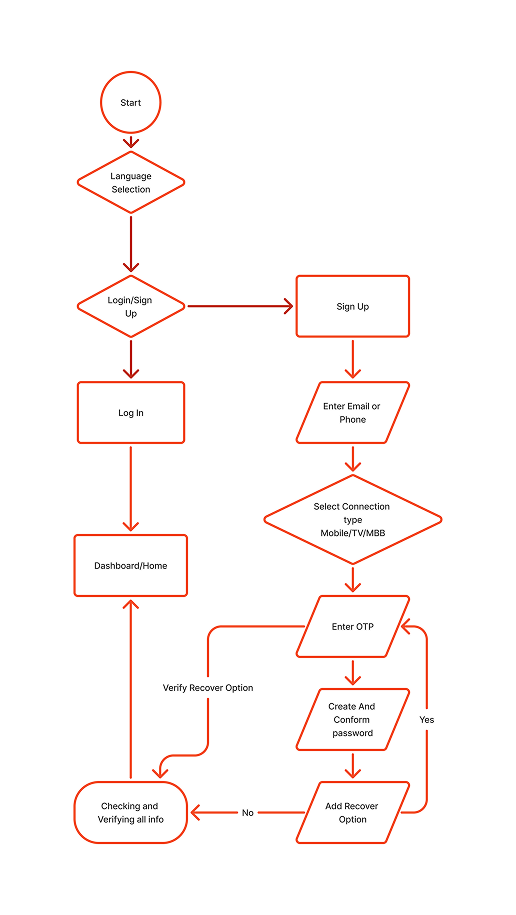 Start
Language
Selection
Login/Sign
Up
Sign Up
Log In
Enter Email or
Phone
Select Connection
type
Mobile/TV/MBB
Dashboard/Home
Enter OTP
Verify Recover Option
Create And
Conform
password
Yes
Checking and
Verifying all info
No
Add Recover
Option